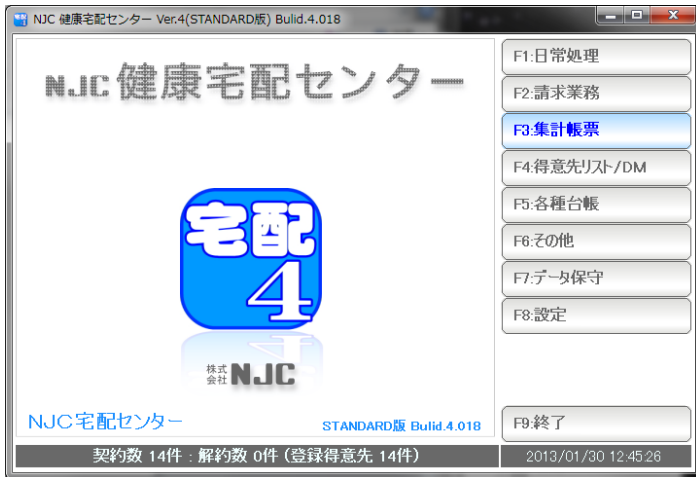 NJC 健康宅配センター Ver.4(STANDARD版) Bulid.4.018
NJC健康宅配センター
宅配
4
株式
会社 NJC
NJC宅配センター
STANDARD版 Bulid.4.018
F1:日常処理
F2:請求業務
F3:集計帳票
F4:得意先リスト/DM
F5:各種台帳
F6:その他
F7:データ保守
F8:設定
F9:終了
契約数 14件 : 解約数 0件 (登録得意先 14件)
2013/01/30 12:45:26